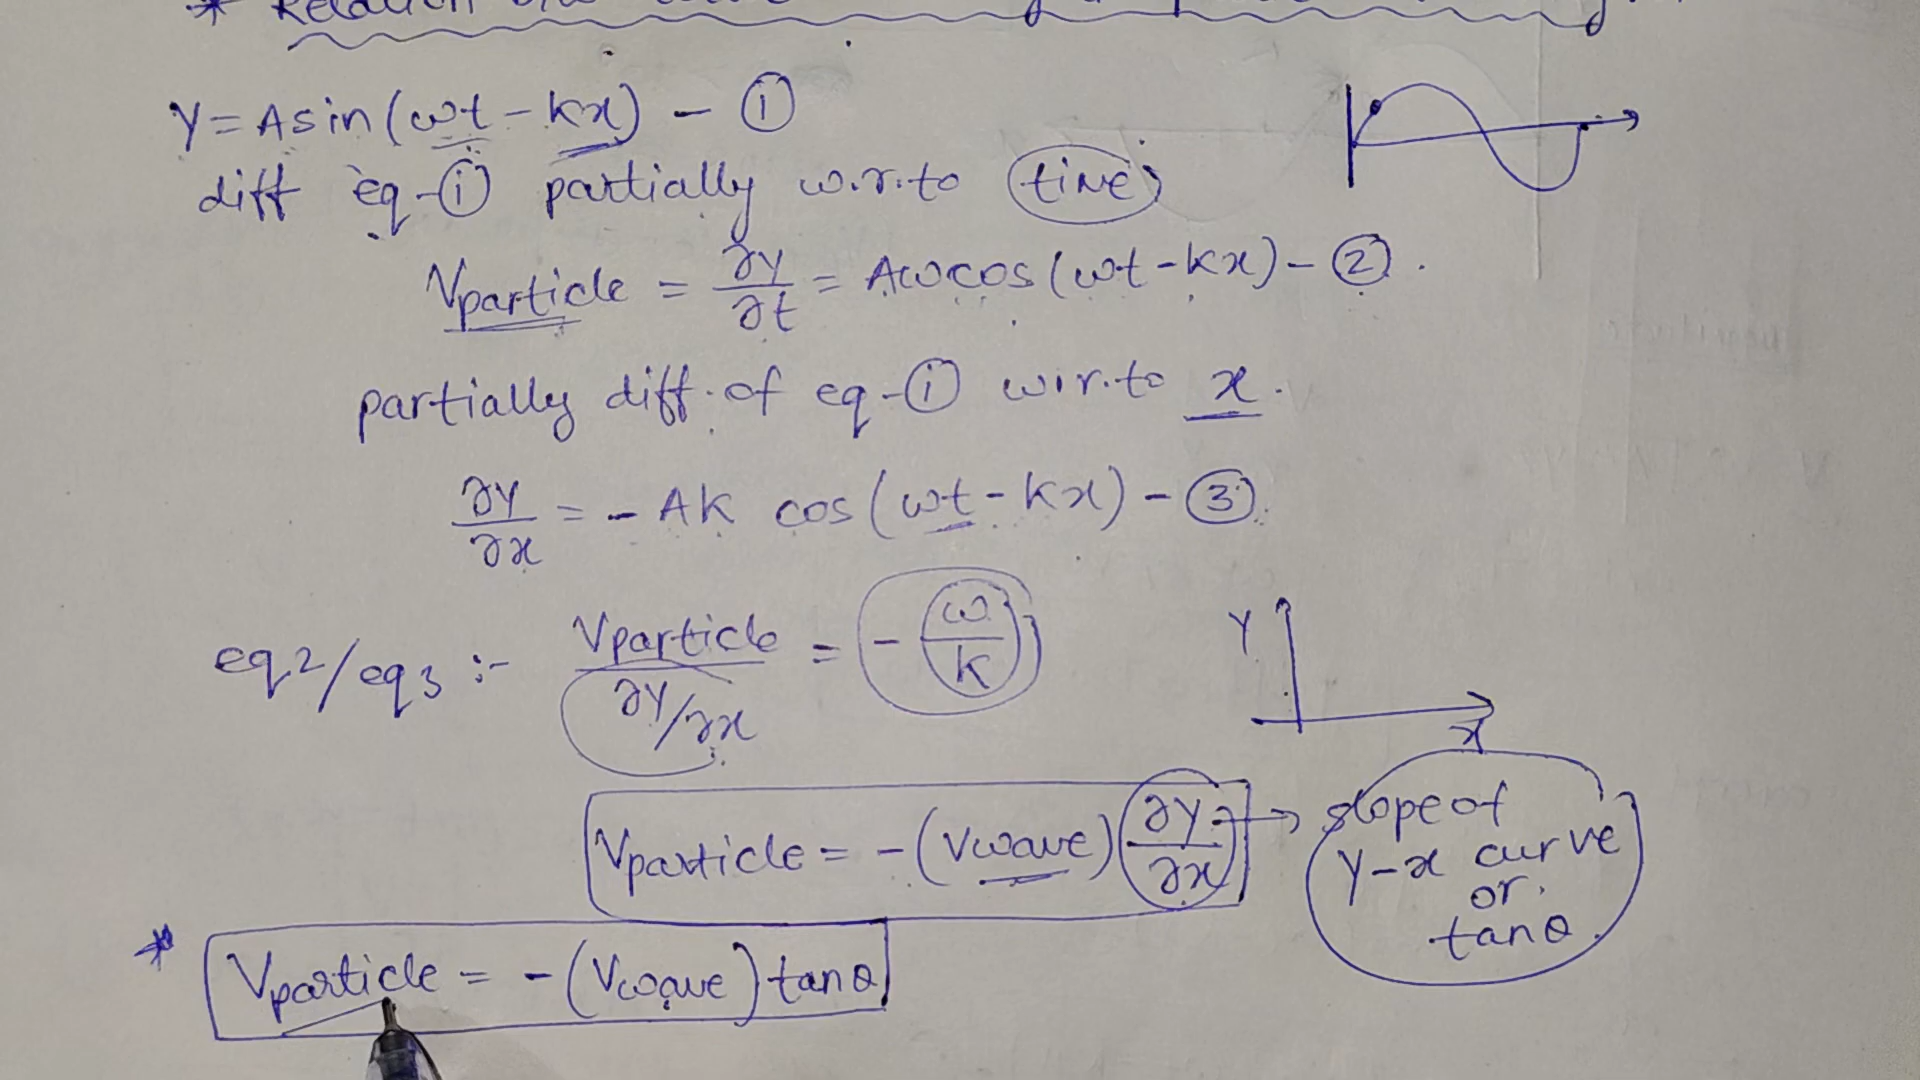 * Relation
Y = A sin (ωt - kx) - ①
diff eq-① partially w.r.to time
Vparticle = ∂Y/∂t = Aω cos (ωt - kx) - ②.
partially diff. of eq-① w.r.to x.
∂Y/∂x = - AK cos (ωt - kx) - ③
eq2/eq3 :- Vparticle / ∂Y/∂x = - ω/k
Y
x
Vparticle = - (Vwave) (∂Y/∂x) → slope of
Y-x curve
or
tanθ.
* Vparticle = - (Vwave) tanθ